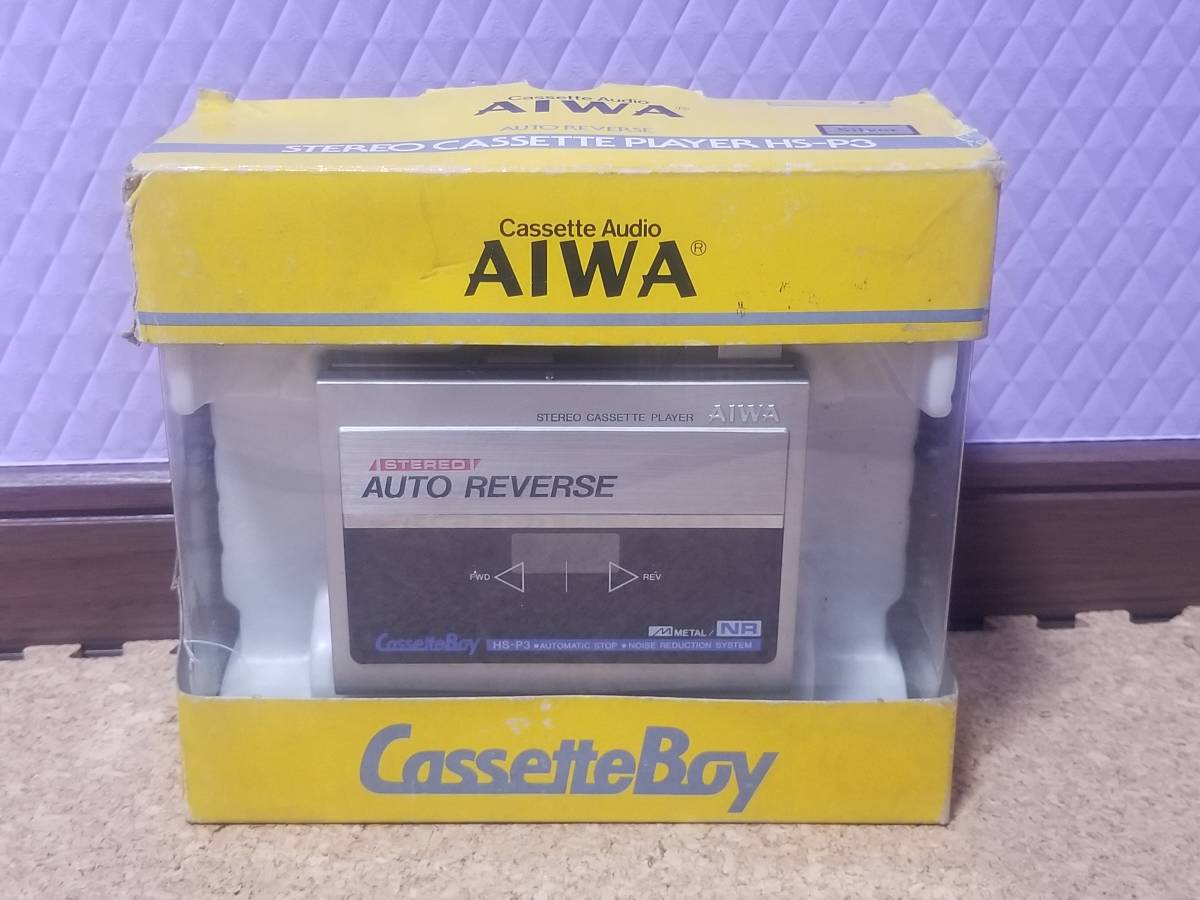 Cassette Audio
AIWA®
AUTO REVERSE
Silver
STEREO CASSETTE PLAYER HS-P3
Cassette Audio
AIWA®
STEREO CASSETTE PLAYER AIWA
STEREO
AUTO REVERSE
FWD REV
METAL / NR
CassetteBoy HS-P3 ●AUTOMATIC STOP ●NOISE REDUCTION SYSTEM
CassetteBoy